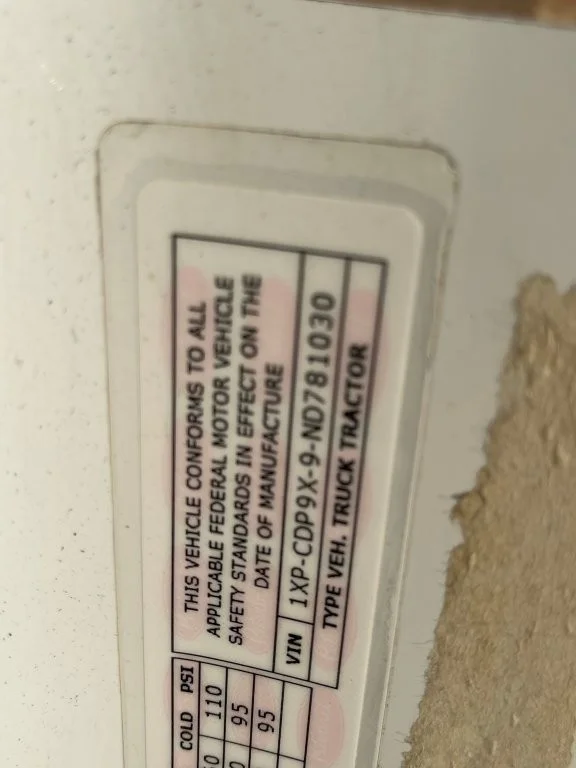 THIS VEHICLE CONFORMS TO ALL
APPLICABLE FEDERAL MOTOR VEHICLE
SAFETY STANDARDS IN EFFECT ON THE
DATE OF MANUFACTURE
VIN 1XP-CDP9X-9-ND781030
TYPE VEH. TRUCK TRACTOR
COLD PSI
110
95
95